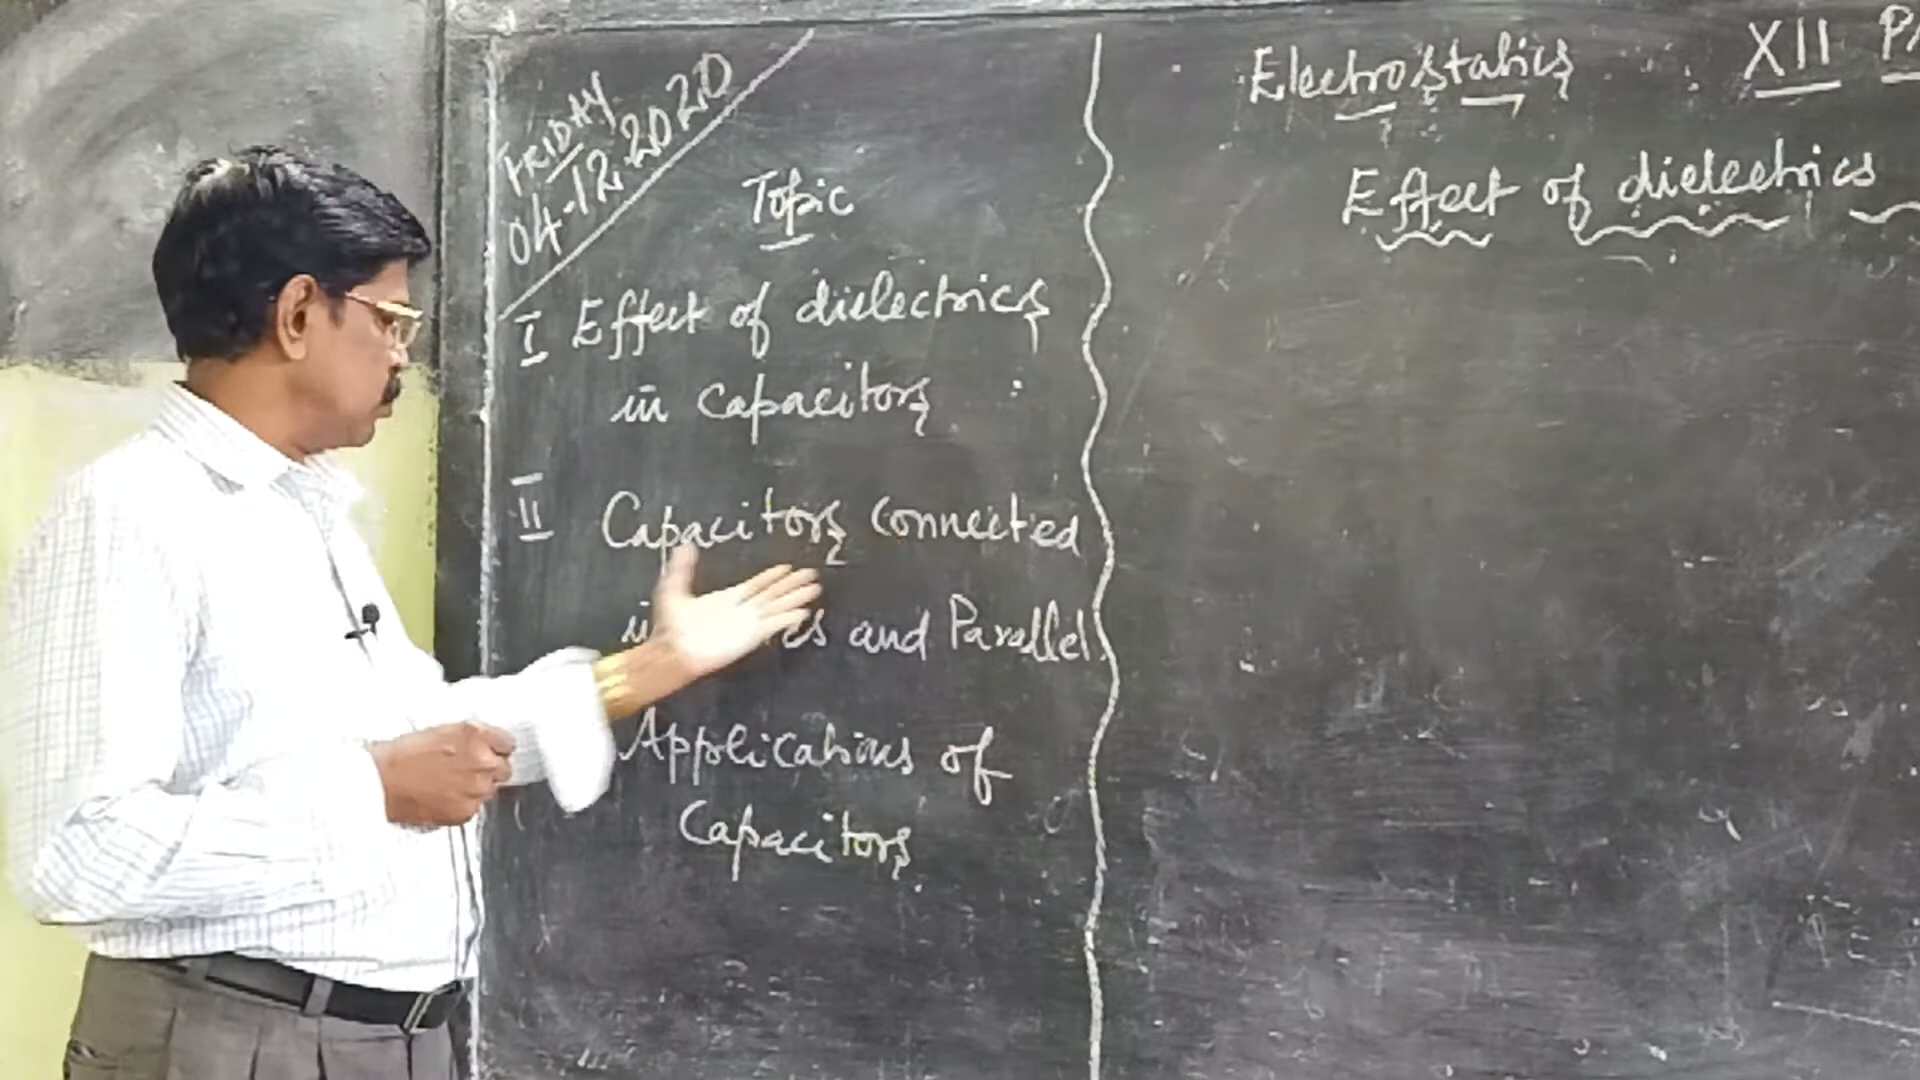 FRIDAY
04-12.2020
Topic
I Effect of dielectrics
in capacitors
II Capacitors connected
and Parallel
Applications of
Capacitors
Electrostatics XII
Effect of dielectrics